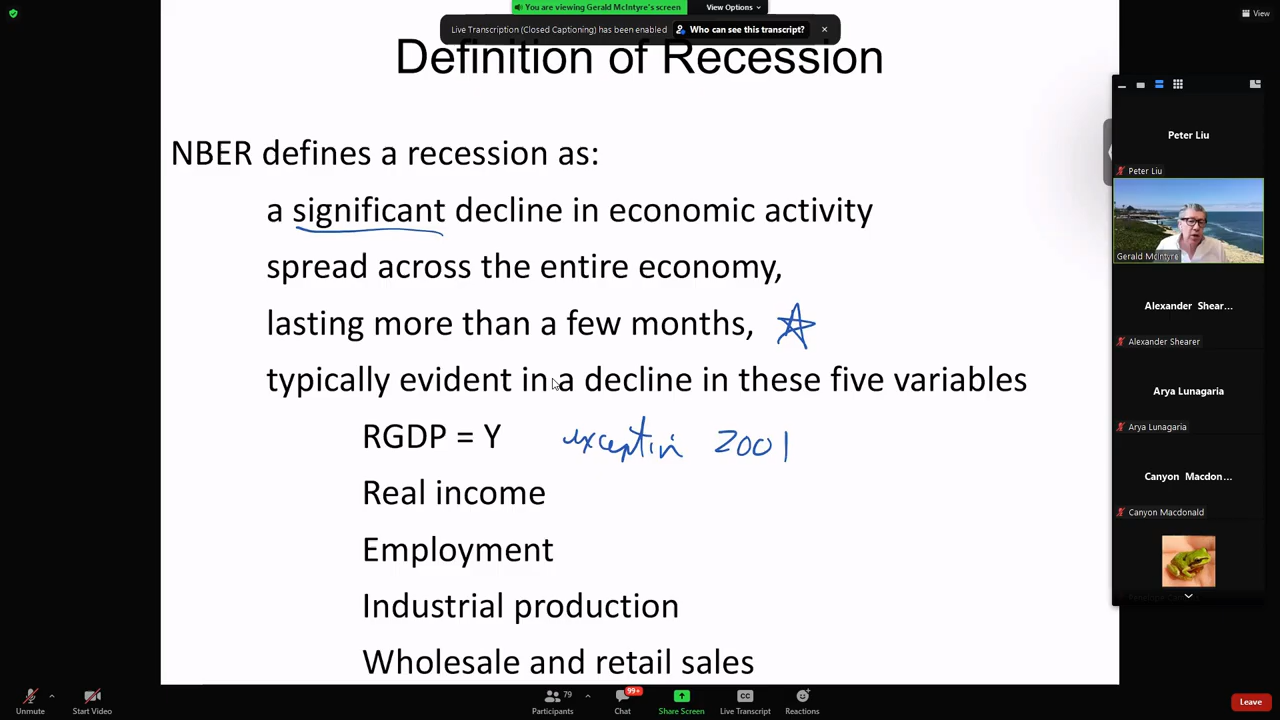 You are viewing Gerald McIntyre's screen
View Options
View
Live Transcription (Closed Captioning) has been enabled
Who can see this transcript?
Definition of Recession
NBER defines a recession as:
a significant decline in economic activity
spread across the entire economy,
lasting more than a few months,
typically evident in a decline in these five variables
RGDP = Y except in 2001
Real income
Employment
Industrial production
Wholesale and retail sales
Peter Liu
Peter Liu
Gerald McIntyre
Alexander Shear...
Alexander Shearer
Arya Lunagaria
Arya Lunagaria
Canyon Macdon...
Canyon Macdonald
Unmute
Start Video
Participants
79
Chat
99+
Share Screen
CC
Live Transcript
Reactions
Leave